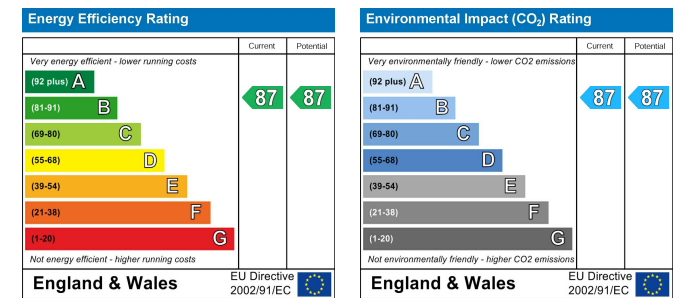 Energy Efficiency Rating
Current Potential
Very energy efficient - lower running costs
(92 plus) A
(81-91) B
87 87
(69-80) C
(55-68) D
(39-54) E
(21-38) F
(1-20) G
Not energy efficient - higher running costs
England & Wales
EU Directive
2002/91/EC
Environmental Impact (CO₂) Rating
Current Potential
Very environmentally friendly - lower CO2 emissions
(92 plus) A
(81-91) B
87 87
(69-80) C
(55-68) D
(39-54) E
(21-38) F
(1-20) G
Not environmentally friendly - higher CO2 emissions
England & Wales
EU Directive
2002/91/EC